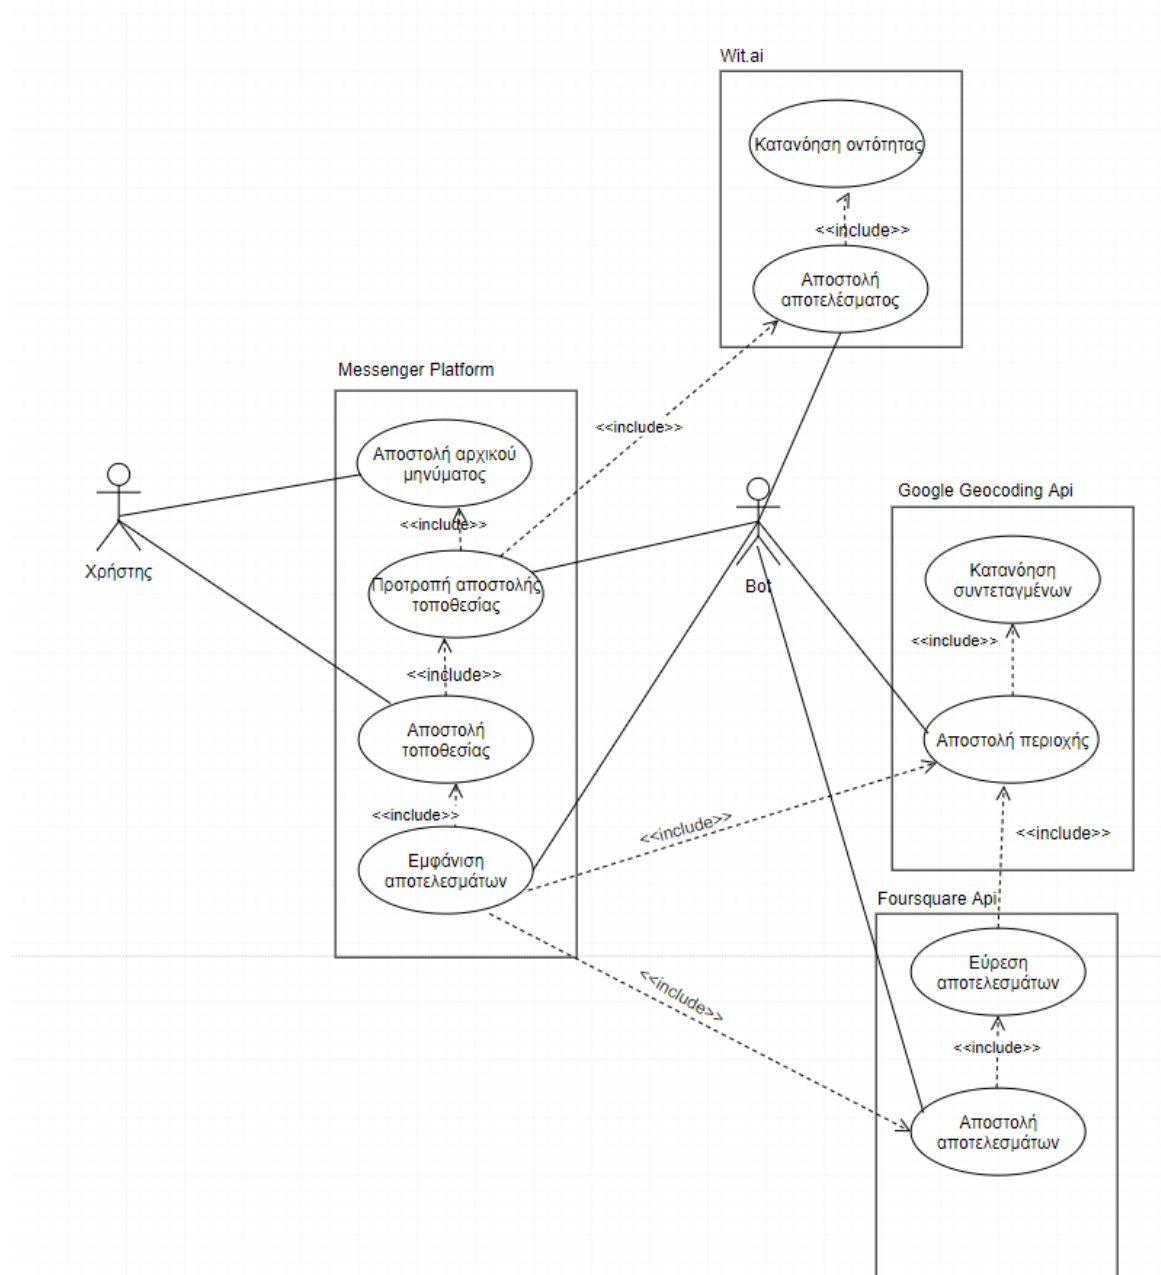 Wit.ai
Κατανόηση οντότητας
<<include>>
Αποστολή
αποτελέσματος
Messenger Platform
<<include>>
Αποστολή αρχικού
μηνύματος
<<include>>
Προτροπή αποστολής
τοποθεσίας
<<include>>
Αποστολή
τοποθεσίας
<<include>>
Εμφάνιση
αποτελεσμάτων
Χρήστης
Bot
Google Geocoding Api
Κατανόηση
συντεταγμένων
<<include>>
Αποστολή περιοχής
<<include>>
<<include>>
Foursquare Api
Εύρεση
αποτελεσμάτων
<<include>>
<<include>>
Αποστολή
αποτελεσμάτων